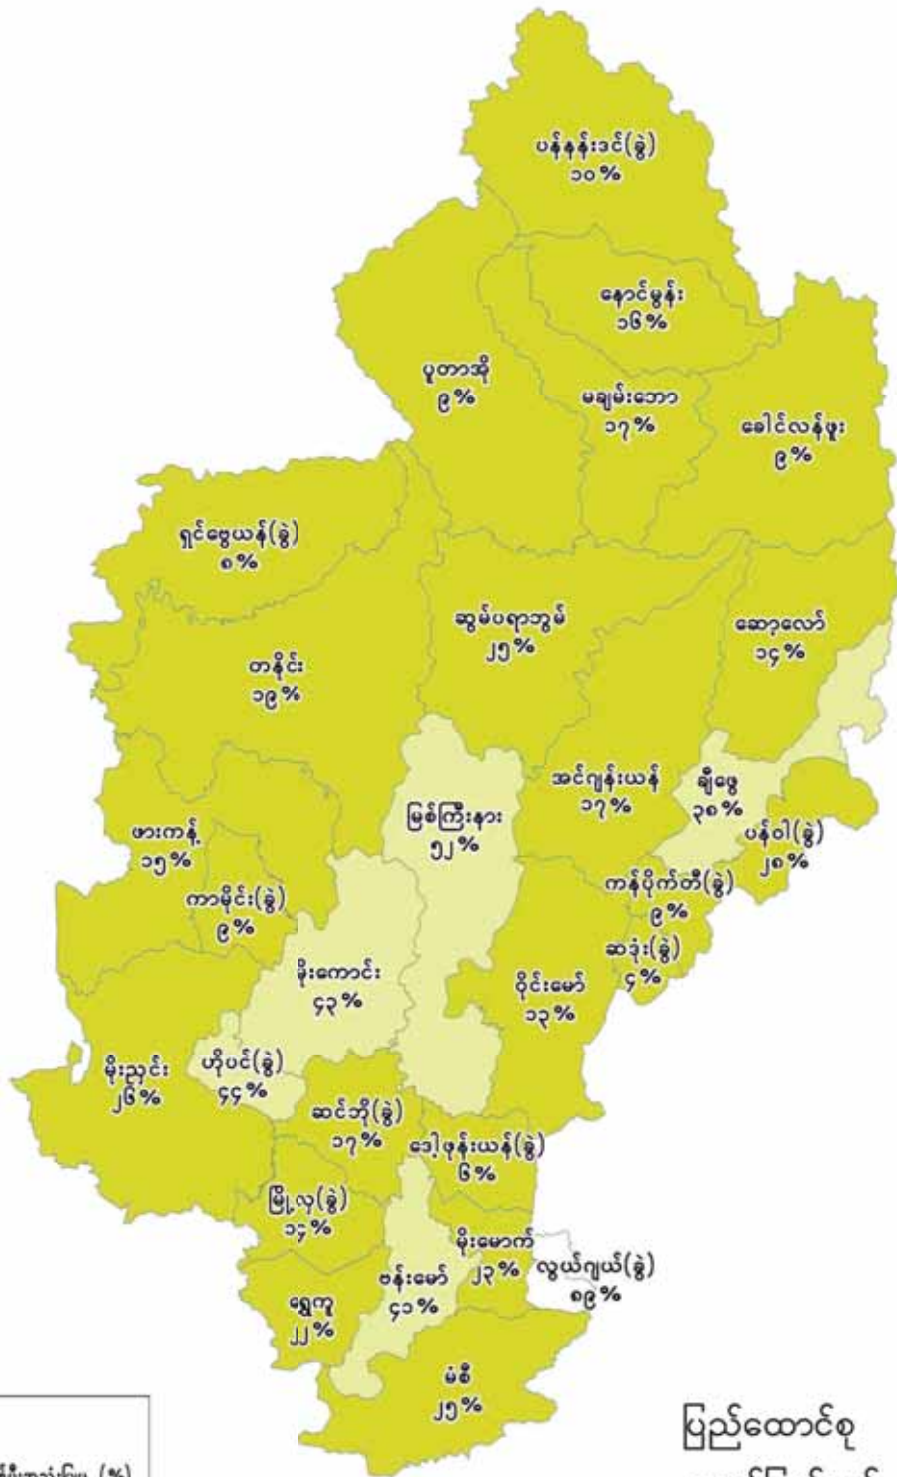 ပန်နန်းဒင်(ခွဲ)
၁၀%
နောင်မွန်း
၁၆%
ပူတာအို
၉%
မချမ်းဘော
၁၇%
ခေါင်လန်ဖူး
၉%
ရှင်ဗွေယန်(ခွဲ)
၈%
ဆွမ်ပရာဘွမ်
၂၅%
ဆော့လော်
၁၄%
တနိုင်း
၁၉%
အင်ဂျန်းယန်
၁၇%
ချီဖွေ
၃၈%
မြစ်ကြီးနား
၅၂%
ဖားကန့်
၁၅%
ပန်ဝါ(ခွဲ)
၂၈%
ကာမိုင်း(ခွဲ)
၉%
ကန်ပိုက်တီ(ခွဲ)
၉%
ဆဒုံး(ခွဲ)
၄%
မိုးကောင်း
၄၃%
ဝိုင်းမော်
၁၃%
မိုးညှင်း
၂၆%
ဟိုပင်(ခွဲ)
၄၄%
ဆင်ဘို(ခွဲ)
၁၇%
ဒေါ့ဖုန်းယန်(ခွဲ)
၆%
မြို့လှ(ခွဲ)
၁၄%
မိုးမောက်
၂၃%
လွယ်ဂျယ်(ခွဲ)
၈၉%
ဗန်းမော်
၄၁%
ရွှေကူ
၂၂%
မံစီ
၂၅%
ပြည်ထောင်စု
(%)